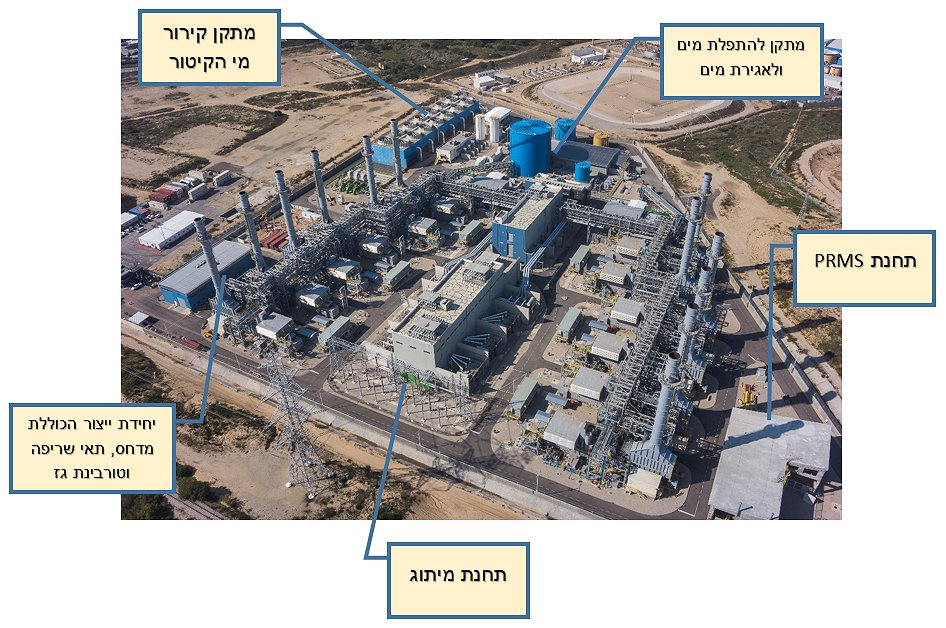 מתקן קירור
מי הקיטור
מתקן להתפלת מים
ולאגירת מים
תחנת PRMS
יחידת ייצור הכוללת
מדחס, תאי שריפה
וטורבינת גז
תחנת מיתוג